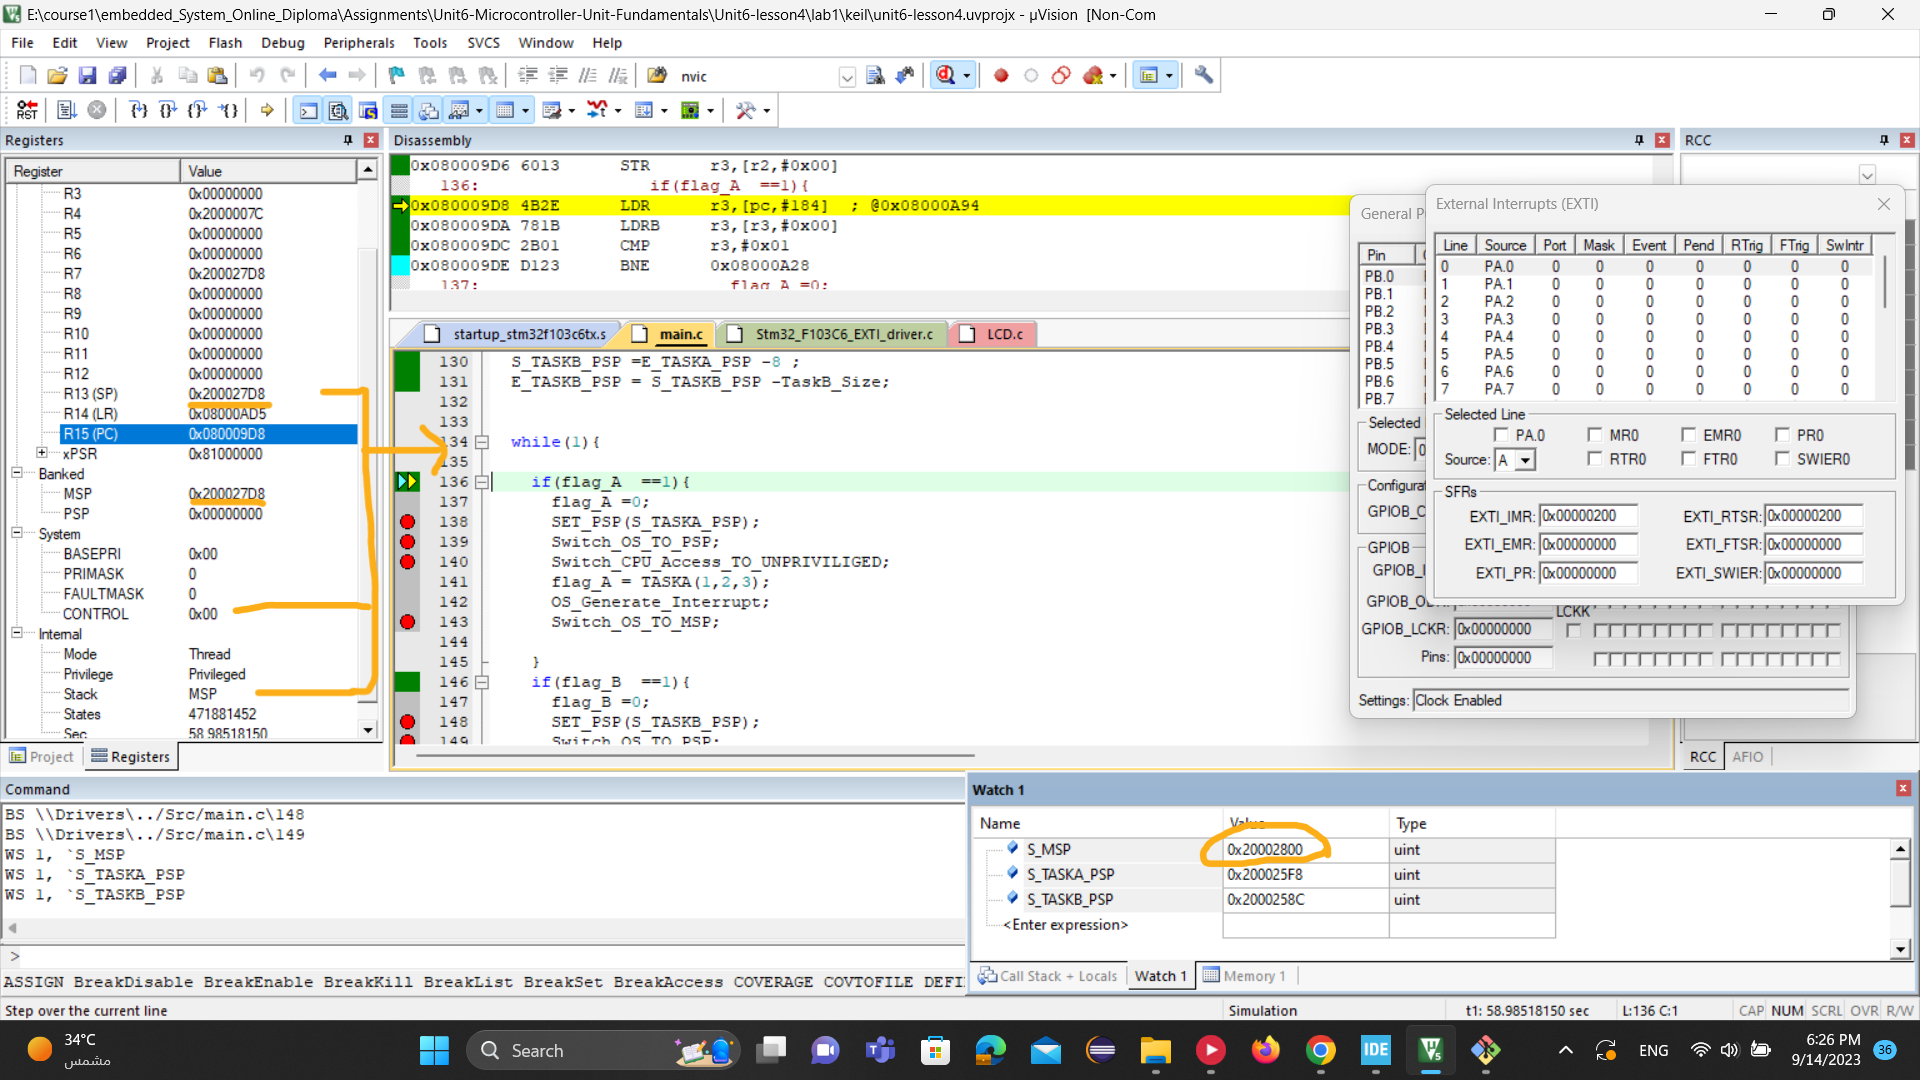 E:\course1\embedded_System_Online_Diploma\Assignments\Unit6-Microcontroller-Unit-Fundamentals\Unit6-lesson4\lab1\keil\unit6-lesson4.uvprojx - µVision  [Non-Com
File Edit View Project Flash Debug Peripherals Tools SVCS Window Help
nvic
RST
Registers
Register Value
R3 0x00000000
R4 0x2000007C
R5 0x00000000
R6 0x00000000
R7 0x200027D8
R8 0x00000000
R9 0x00000000
R10 0x00000000
R11 0x00000000
R12 0x00000000
R13 (SP) 0x200027D8
R14 (LR) 0x08000AD5
R15 (PC) 0x080009D8
xPSR 0x81000000
Banked
MSP 0x200027D8
PSP 0x00000000
System
BASEPRI 0x00
PRIMASK 0
FAULTMASK 0
CONTROL 0x00
Internal
Mode Thread
Privilege Privileged
Stack MSP
States 471881452
Sec 58.98518150
Project Registers
Disassembly
0x080009D6 6013 STR r3,[r2,#0x00]
136: if(flag_A ==1){
0x080009D8 4B2E LDR r3,[pc,#184] ; @0x08000A94
0x080009DA 781B LDRB r3,[r3,#0x00]
0x080009DC 2B01 CMP r3,#0x01
0x080009DE D123 BNE 0x08000A28
137: flag_A =0;
startup_stm32f103c6tx.s main.c Stm32_F103C6_EXTI_driver.c LCD.c
130 S_TASKB_PSP =E_TASKA_PSP -8 ;
131 E_TASKB_PSP = S_TASKB_PSP -TaskB_Size;
132
133
134 while(1){
135
136 if(flag_A ==1){
137 flag_A =0;
138 SET_PSP(S_TASKA_PSP);
139 Switch_OS_TO_PSP;
140 Switch_CPU_Access_TO_UNPRIVILIGED;
141 flag_A = TASKA(1,2,3);
142 OS_Generate_Interrupt;
143 Switch_OS_TO_MSP;
144
145 }
146 if(flag_B ==1){
147 flag_B =0;
148 SET_PSP(S_TASKB_PSP);
149 Switch_OS_TO_PSP;
RCC
General P
Pin
PB.0
PB.1
PB.2
PB.3
PB.4
PB.5
PB.6
PB.7
Selected
MODE: 0
Configurat
GPIOB_C
GPIOB
GPIOB_I
GPIOB_OD
LCKK
GPIOB_LCKR: 0x00000000
Pins: 0x00000000
Settings: Clock Enabled
External Interrupts (EXTI)
Line Source Port Mask Event Pend RTrig FTrig SwIntr
0 PA.0 0 0 0 0 0 0 0
1 PA.1 0 0 0 0 0 0 0
2 PA.2 0 0 0 0 0 0 0
3 PA.3 0 0 0 0 0 0 0
4 PA.4 0 0 0 0 0 0 0
5 PA.5 0 0 0 0 0 0 0
6 PA.6 0 0 0 0 0 0 0
7 PA.7 0 0 0 0 0 0 0
Selected Line
PA.0 MR0 EMR0 PR0
Source: A RTR0 FTR0 SWIER0
SFRs
EXTI_IMR: 0x00000200 EXTI_RTSR: 0x00000200
EXTI_EMR: 0x00000000 EXTI_FTSR: 0x00000000
EXTI_PR: 0x00000000 EXTI_SWIER: 0x00000000
RCC AFIO
Command
BS \\Drivers\../Src/main.c\148
BS \\Drivers\../Src/main.c\149
WS 1, `S_MSP
WS 1, `S_TASKA_PSP
WS 1, `S_TASKB_PSP
>
ASSIGN BreakDisable BreakEnable BreakKill BreakList BreakSet BreakAccess COVERAGE COVTOFILE DEFI
Watch 1
Name Value Type
S_MSP 0x20002800 uint
S_TASKA_PSP 0x200025F8 uint
S_TASKB_PSP 0x2000258C uint
<Enter expression>
Call Stack + Locals Watch 1 Memory 1
Step over the current line Simulation t1: 58.98518150 sec L:136 C:1 CAP NUM SCRL OVR R/W
34°C
مشمس
Search
IDE
ENG
6:26 PM
9/14/2023
36